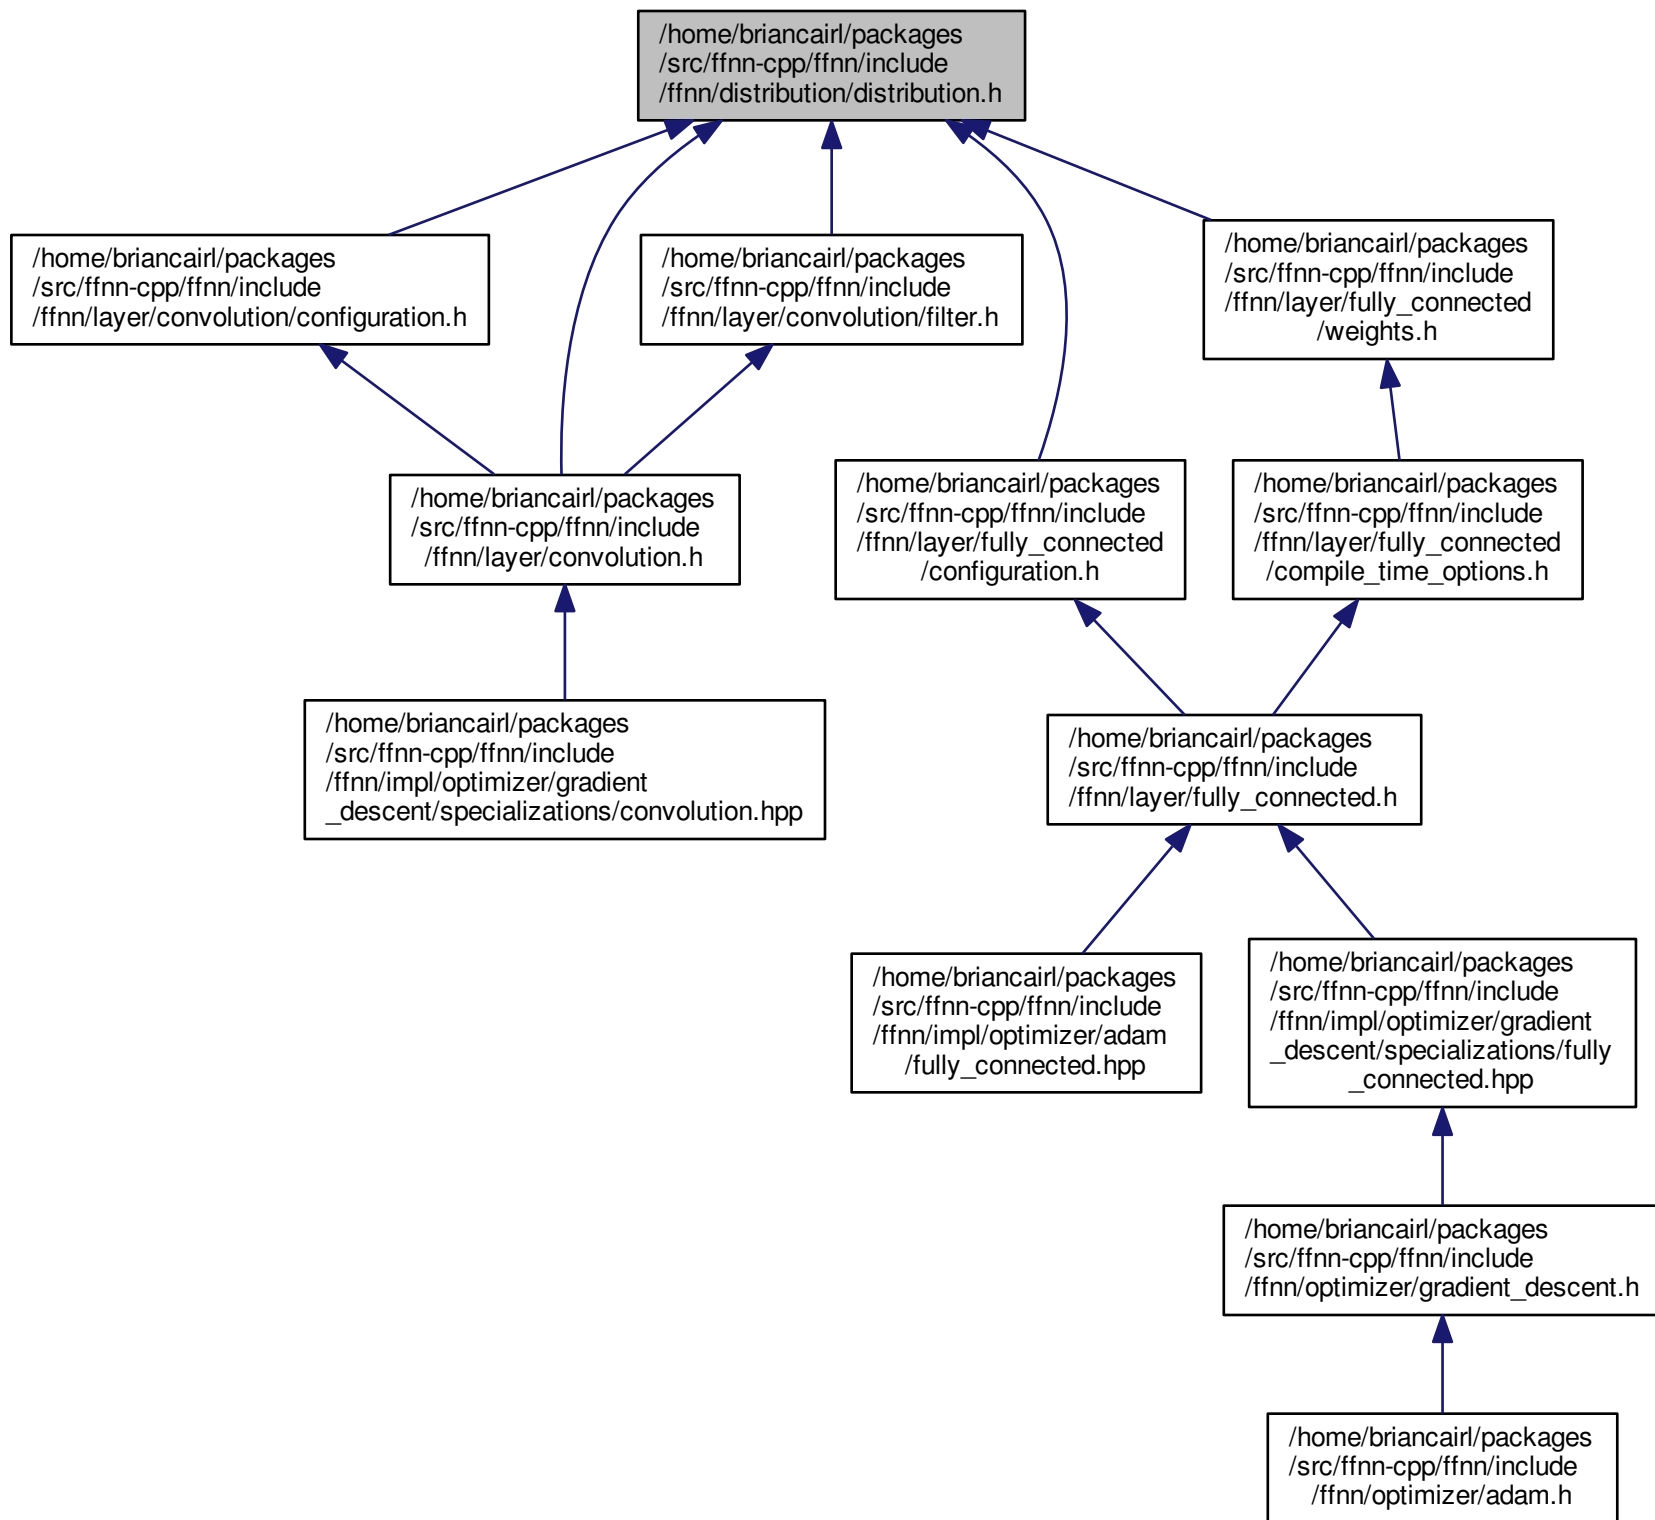 /home/briancairl/packages
/src/ffnn-cpp/ffnn/include
/ffnn/distribution/distribution.h
/home/briancairl/packages
/src/ffnn-cpp/ffnn/include
/ffnn/layer/convolution/configuration.h
/home/briancairl/packages
/src/ffnn-cpp/ffnn/include
/ffnn/layer/convolution/filter.h
/home/briancairl/packages
/src/ffnn-cpp/ffnn/include
/ffnn/layer/fully_connected
/weights.h
/home/briancairl/packages
/src/ffnn-cpp/ffnn/include
/ffnn/layer/convolution.h
/home/briancairl/packages
/src/ffnn-cpp/ffnn/include
/ffnn/layer/fully_connected
/configuration.h
/home/briancairl/packages
/src/ffnn-cpp/ffnn/include
/ffnn/layer/fully_connected
/compile_time_options.h
/home/briancairl/packages
/src/ffnn-cpp/ffnn/include
/ffnn/impl/optimizer/gradient
_descent/specializations/convolution.hpp
/home/briancairl/packages
/src/ffnn-cpp/ffnn/include
/ffnn/layer/fully_connected.h
/home/briancairl/packages
/src/ffnn-cpp/ffnn/include
/ffnn/impl/optimizer/adam
/fully_connected.hpp
/home/briancairl/packages
/src/ffnn-cpp/ffnn/include
/ffnn/impl/optimizer/gradient
_descent/specializations/fully
_connected.hpp
/home/briancairl/packages
/src/ffnn-cpp/ffnn/include
/ffnn/optimizer/gradient_descent.h
/home/briancairl/packages
/src/ffnn-cpp/ffnn/include
/ffnn/optimizer/adam.h